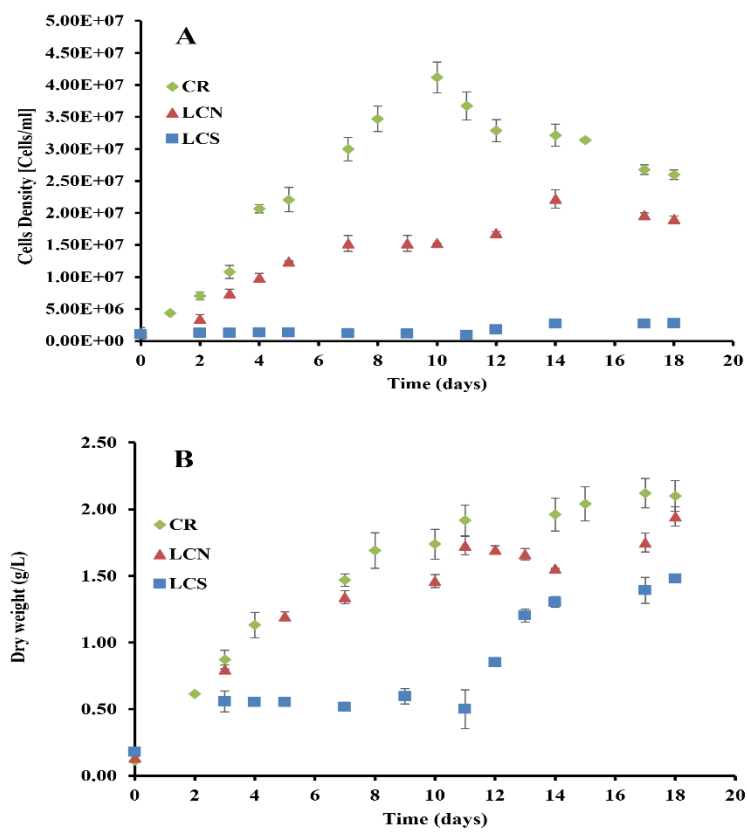 A
5.00E+07
4.50E+07
4.00E+07
3.50E+07
3.00E+07
2.50E+07
2.00E+07
1.50E+07
1.00E+07
5.00E+06
0.00E+00
Cells Density [Cells/ml]
CR
LCN
LCS
0 2 4 6 8 10 12 14 16 18 20
Time (days)
B
2.50
2.00
1.50
1.00
0.50
0.00
Dry weight (g/L)
CR
LCN
LCS
0 2 4 6 8 10 12 14 16 18 20
Time (days)